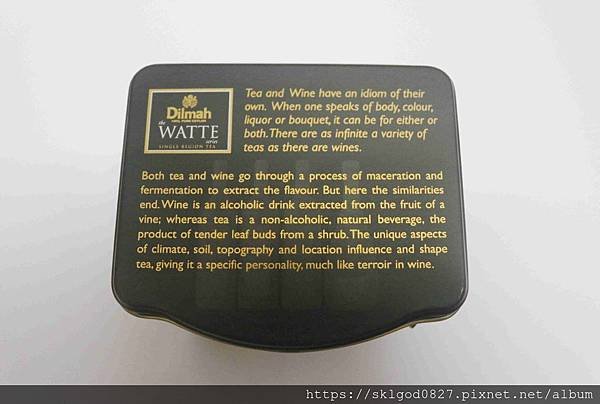 Tea and Wine have an idiom of their
own. When one speaks of body, colour,
liquor or bouquet, it can be for either or
both. There are as infinite a variety of
teas as there are wines.
Dilmah
100% PURE CEYLON
the
WATTE
series
SINGLE REGION TEA
Both tea and wine go through a process of maceration and
fermentation to extract the flavour. But here the similarities
end. Wine is an alcoholic drink extracted from the fruit of a
vine; whereas tea is a non-alcoholic, natural beverage, the
product of tender leaf buds from a shrub. The unique aspects
of climate, soil, topography and location influence and shape
tea, giving it a specific personality, much like terroir in wine.
https://sklgod0827.pixnet.net/album